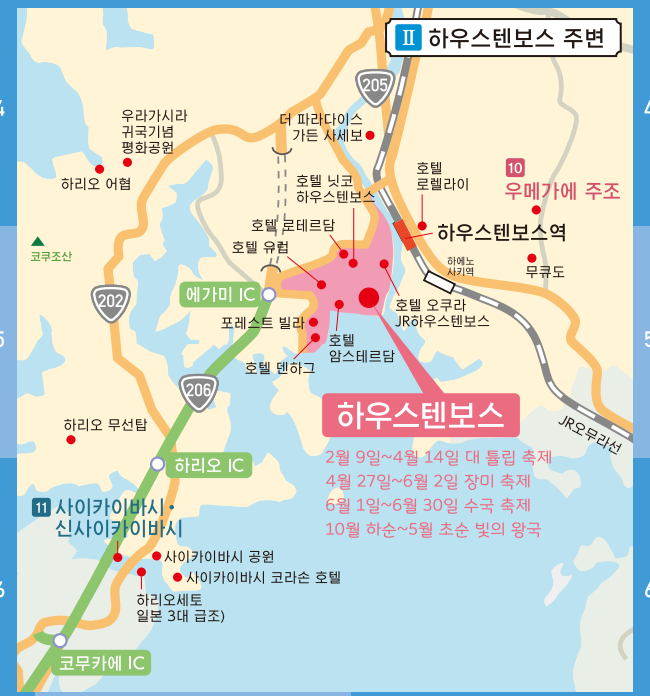 Ⅱ 하우스텐보스 주변
4
4
205
우라가시라
귀국기념
평화공원
더 파라다이스
가든 사세보
하리오 어협
호텔 닛코
하우스텐보스
호텔
로렐라이
10
우메가에 주조
호텔 로테르담
호텔 유럽
하우스텐보스역
코쿠조산
하에노
사키역
무큐도
에가미 IC
202
호텔 오쿠라
JR하우스텐보스
포레스트 빌라
호텔
암스테르담
5
5
호텔 덴하그
206
하우스텐보스
JR오무라선
하리오 무선탑
2월 9일~4월 14일 대 튤립 축제
4월 27일~6월 2일 장미 축제
6월 1일~6월 30일 수국 축제
10월 하순~5월 초순 빛의 왕국
하리오 IC
11 사이카이바시·
신사이카이바시
사이카이바시 공원
사이카이바시 코라손 호텔
6
6
하리오세토
일본 3대 급조)
코무카에 IC